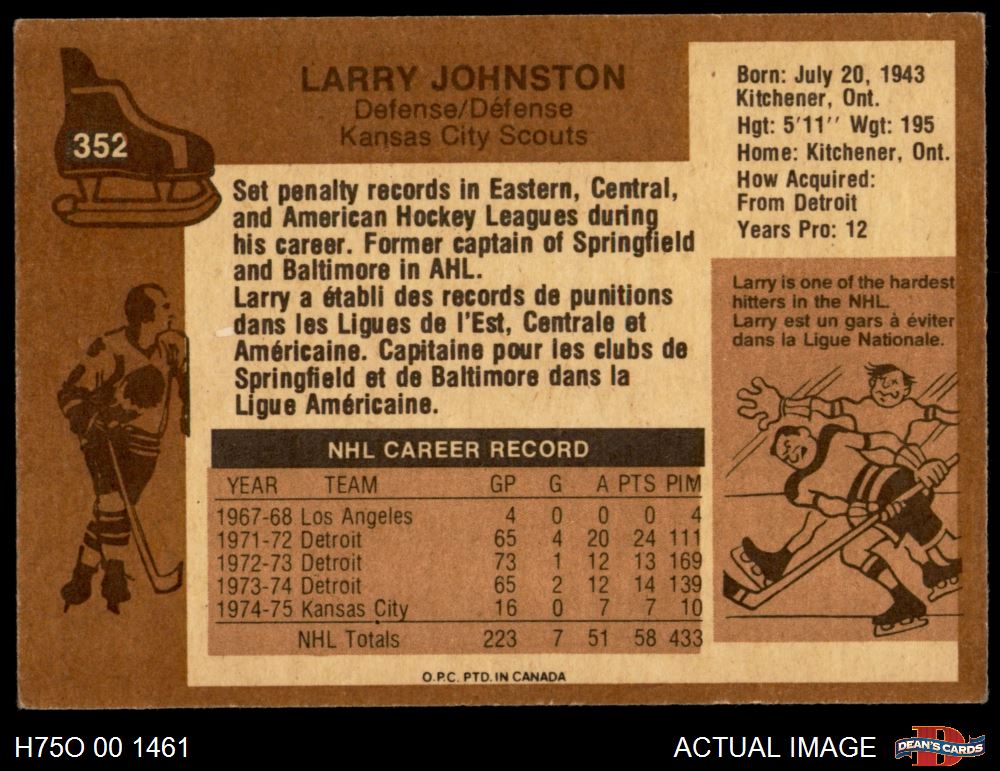 352
LARRY JOHNSTON
Defense/Défense
Kansas City Scouts
Born: July 20, 1943
Kitchener, Ont.
Hgt: 5'11'' Wgt: 195
Home: Kitchener, Ont.
How Acquired:
From Detroit
Years Pro: 12
Set penalty records in Eastern, Central,
and American Hockey Leagues during
his career. Former captain of Springfield
and Baltimore in AHL.
Larry a établi des records de punitions
dans les Ligues de l'Est, Centrale et
Américaine. Capitaine pour les clubs de
Springfield et de Baltimore dans la
Ligue Américaine.
Larry is one of the hardest
hitters in the NHL.
Larry est un gars à éviter
dans la Ligue Nationale.
NHL CAREER RECORD
YEAR TEAM GP G A PTS PIM
1967-68 Los Angeles 4 0 0 0 4
1971-72 Detroit 65 4 20 24 111
1972-73 Detroit 73 1 12 13 169
1973-74 Detroit 65 2 12 14 139
1974-75 Kansas City 16 0 7 7 10
NHL Totals 223 7 51 58 433
O.P.C. PTD. IN CANADA
H75O 00 1461
ACTUAL IMAGE
D
DEAN'S CARDS